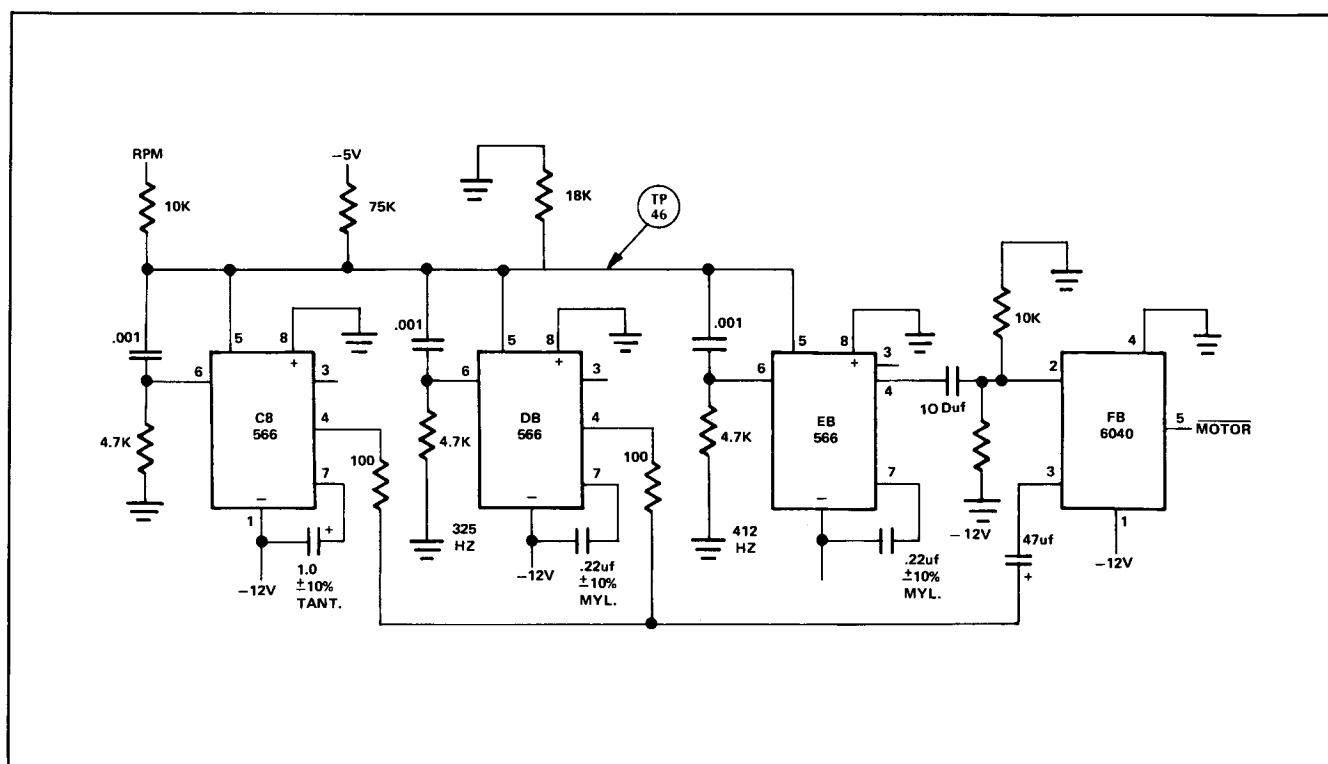 RPM
10K
–5V
75K
18K
TP
46
.001
5
8
+
6
3
C8
566
4
4.7K
100
7
–
1
+
–12V
1.0
±10%
TANT.
.001
5
8
+
6
3
DB
566
4
4.7K
100
7
–
325
HZ
–12V
.22uf
±10%
MYL.
.001
5
8
+
6
3
EB
566
4
4.7K
7
–
412
HZ
.22uf
±10%
MYL.
10 Duf
10K
–12V
4
2
FB
6040
5
MOTOR
3
1
–12V
47uf
+